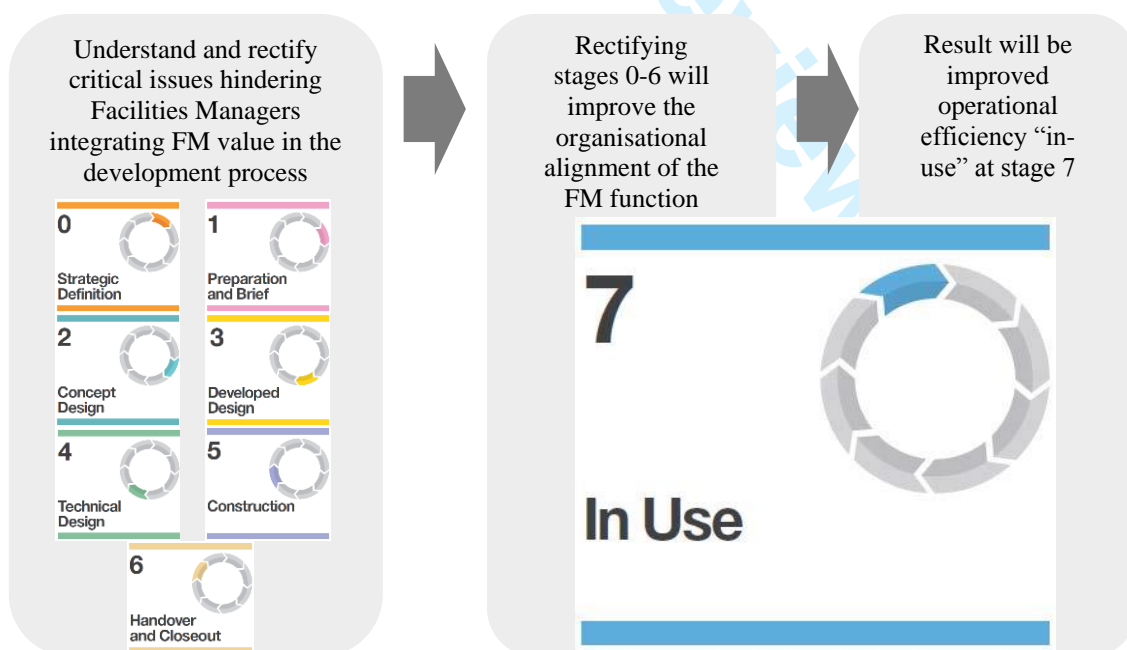 Understand and rectify
critical issues hindering
Facilities Managers
integrating FM value in the
development process
0
Strategic
Definition
1
Preparation
and Brief
2
Concept
Design
3
Developed
Design
4
Technical
Design
5
Construction
6
Handover
and Closeout
Rectifying
stages 0-6 will
improve the
organisational
alignment of the
FM function
Result will be
improved
operational
efficiency “in-
use” at stage 7
7
In Use